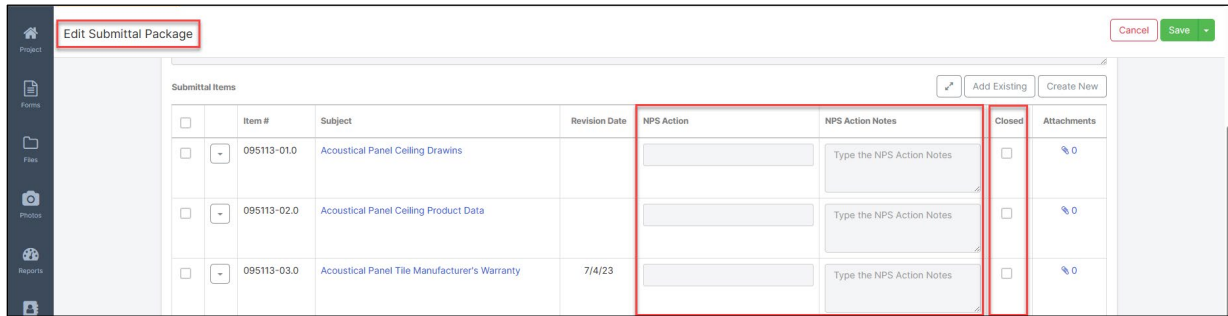 Edit Submittal Package
Cancel Save
Project
Forms
Files
Photos
Reports
Submittal Items
Add Existing Create New
Item # Subject Revision Date NPS Action NPS Action Notes Closed Attachments
095113-01.0 Acoustical Panel Ceiling Drawins Type the NPS Action Notes 0
095113-02.0 Acoustical Panel Ceiling Product Data Type the NPS Action Notes 0
095113-03.0 Acoustical Panel Tile Manufacturer's Warranty 7/4/23 Type the NPS Action Notes 0